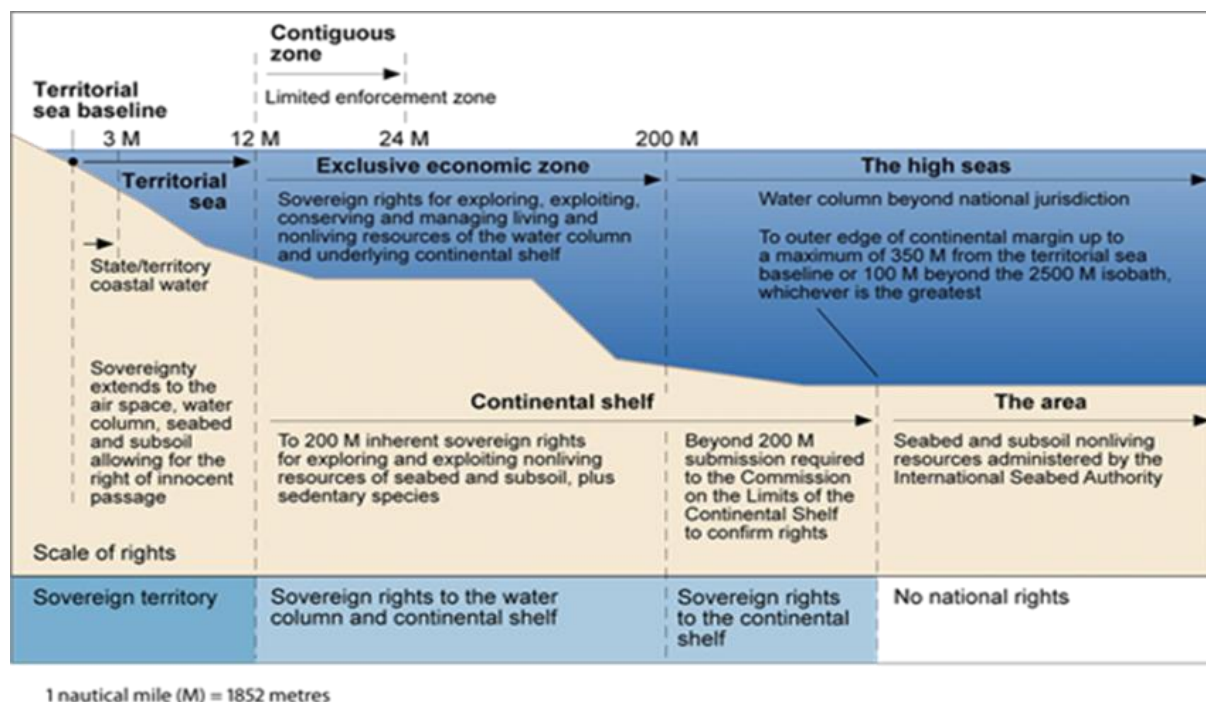 Contiguous
zone
Limited enforcement zone
Territorial
sea baseline
3 M
12 M
24 M
200 M
Territorial
sea
Exclusive economic zone
Sovereign rights for exploring, exploiting,
conserving and managing living and
nonliving resources of the water column
and underlying continental shelf
The high seas
Water column beyond national jurisdiction
To outer edge of continental margin up to
a maximum of 350 M from the territorial sea
baseline or 100 M beyond the 2500 M isobath,
whichever is the greatest
State/territory
coastal water
Sovereignty
extends to the
air space, water
column, seabed
and subsoil
allowing for the
right of innocent
passage
Continental shelf
To 200 M inherent sovereign rights
for exploring and exploiting nonliving
resources of seabed and subsoil, plus
sedentary species
Beyond 200 M
submission required
to the Commission
on the Limits of the
Continental Shelf
to confirm rights
The area
Seabed and subsoil nonliving
resources administered by the
International Seabed Authority
Scale of rights
Sovereign territory
Sovereign rights to the water
column and continental shelf
Sovereign rights
to the continental
shelf
No national rights
1 nautical mile (M) = 1852 metres